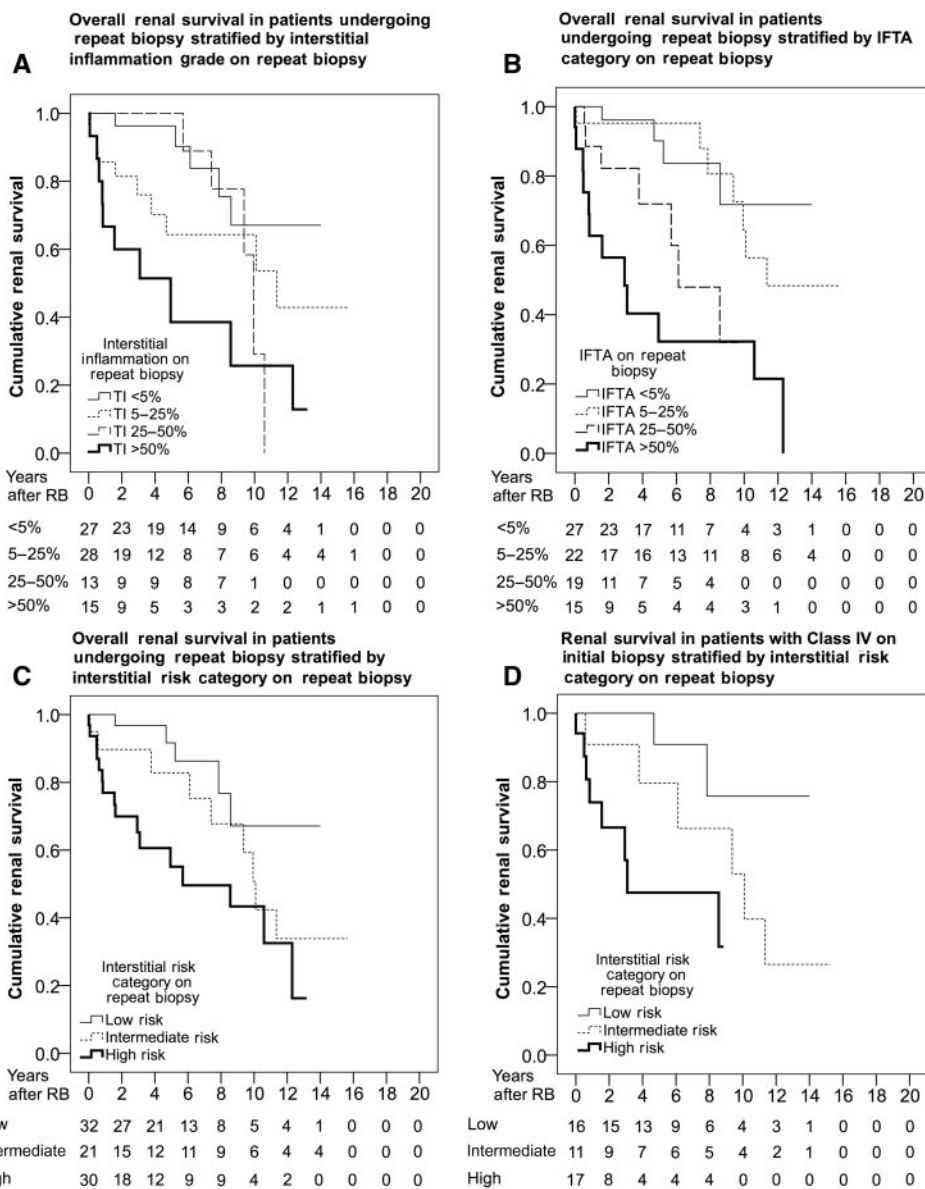 Overall renal survival in patients undergoing
repeat biopsy stratified by interstitial
inflammation grade on repeat biopsy
A
1.0
0.8
0.6
0.4
0.2
0.0
Cumulative renal survival
Interstitial
inflammation on
repeat biopsy
TI <5%
TI 5–25%
TI 25–50%
TI >50%
Years
after RB
0 2 4 6 8 10 12 14 16 18 20
<5% 27 23 19 14 9 6 4 1 0 0 0
5–25% 28 19 12 8 7 6 4 4 1 0 0
25–50% 13 9 9 8 7 1 0 0 0 0 0
>50% 15 9 5 3 3 2 2 1 1 0 0
Overall renal survival in patients
undergoing repeat biopsy stratified by IFTA
category on repeat biopsy
B
1.0
0.8
0.6
0.4
0.2
0.0
Cumulative renal survival
IFTA on repeat
biopsy
IFTA <5%
IFTA 5–25%
IFTA 25–50%
IFTA >50%
Years
after RB
0 2 4 6 8 10 12 14 16 18 20
<5% 27 23 17 11 7 4 3 1 0 0 0
5–25% 22 17 16 13 11 8 6 4 0 0 0
25–50% 19 11 7 5 4 0 0 0 0 0 0
>50% 15 9 5 4 4 3 1 0 0 0 0
Overall renal survival in patients
undergoing repeat biopsy stratified by
interstitial risk category on repeat biopsy
C
1.0
0.8
0.6
0.4
0.2
0.0
Cumulative renal survival
Interstitial risk
category on
repeat biopsy
Low risk
Intermediate risk
High risk
Years
after RB
0 2 4 6 8 10 12 14 16 18 20
w 32 27 21 13 8 5 4 1 0 0 0
ermediate 21 15 12 11 9 6 4 4 0 0 0
gh 30 18 12 9 9 4 2 0 0 0 0
Renal survival in patients with Class IV on
initial biopsy stratified by interstitial risk
category on repeat biopsy
D
1.0
0.8
0.6
0.4
0.2
0.0
Cumulative renal survival
Interstitial risk
category on
repeat biopsy
Low risk
Intermediate risk
High risk
Years
after RB
0 2 4 6 8 10 12 14 16 18 20
Low 16 15 13 9 6 4 3 1 0 0 0
Intermediate 11 9 7 6 5 4 2 1 0 0 0
High 17 8 4 4 4 0 0 0 0 0 0